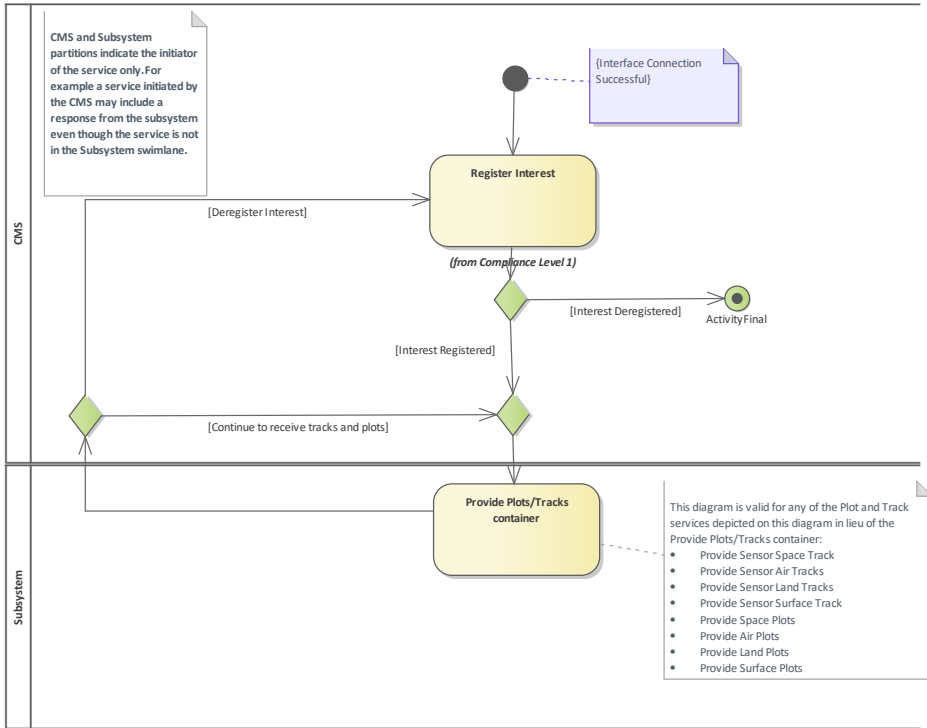 CMS and Subsystem
partitions indicate the initiator
of the service only.For
example a service initiated by
the CMS may include a
response from the subsystem
even though the service is not
in the Subsystem swimlane.
{Interface Connection
Successful}
CMS
Register Interest
[Deregister Interest]
(from Compliance Level 1)
[Interest Deregistered]
ActivityFinal
[Interest Registered]
[Continue to receive tracks and plots]
Subsystem
Provide Plots/Tracks
container
This diagram is valid for any of the Plot and Track
services depicted on this diagram in lieu of the
Provide Plots/Tracks container:
• Provide Sensor Space Track
• Provide Sensor Air Tracks
• Provide Sensor Land Tracks
• Provide Sensor Surface Track
• Provide Space Plots
• Provide Air Plots
• Provide Land Plots
• Provide Surface Plots